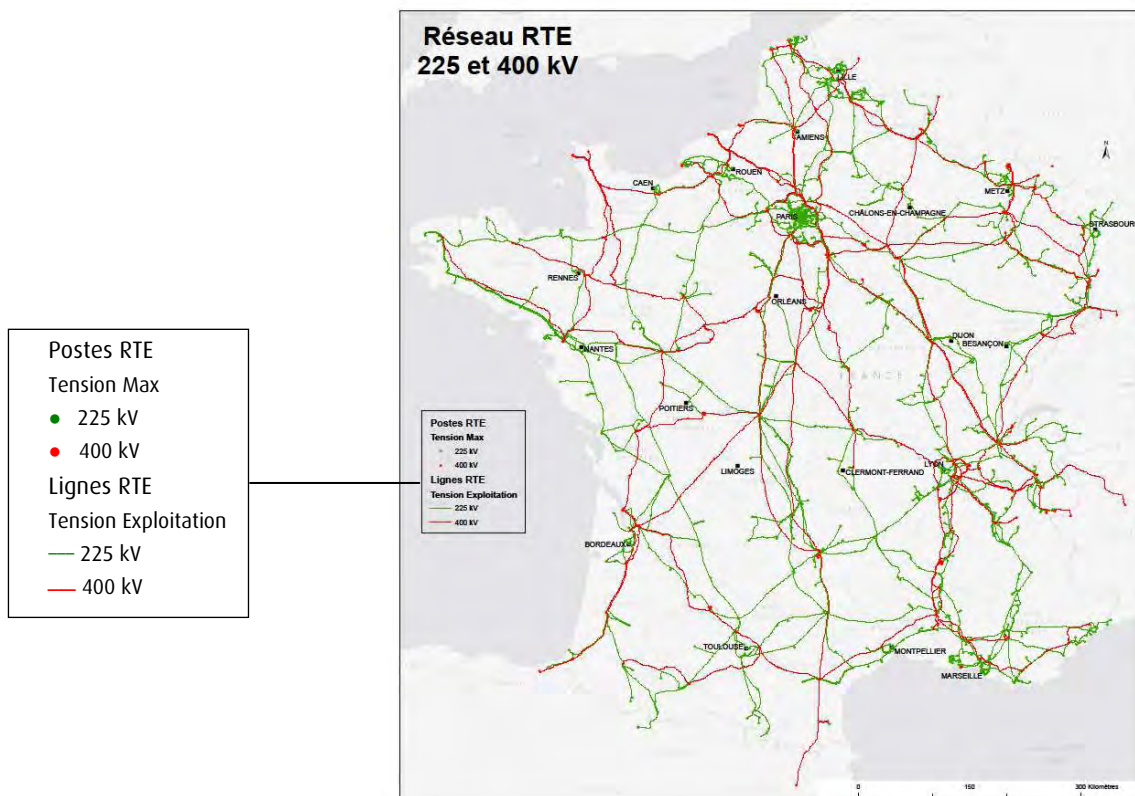 Réseau RTE
225 et 400 kV
LILLE
AMIENS
ROUEN
CAEN
METZ
PARIS
CHÂLONS-EN-CHAMPAGNE
STRASBOURG
RENNES
ORLÉANS
DIJON
BESANÇON
NANTES
FRANCE
POITIERS
LIMOGES
CLERMONT-FERRAND
LYON
BORDEAUX
TOULOUSE
MONTPELLIER
MARSEILLE
N
Postes RTE
Tension Max
225 kV
400 kV
Lignes RTE
Tension Exploitation
225 kV
400 kV
Postes RTE
Tension Max
225 kV
400 kV
Lignes RTE
Tension Exploitation
225 kV
400 kV
0 150 300 Kilomètres